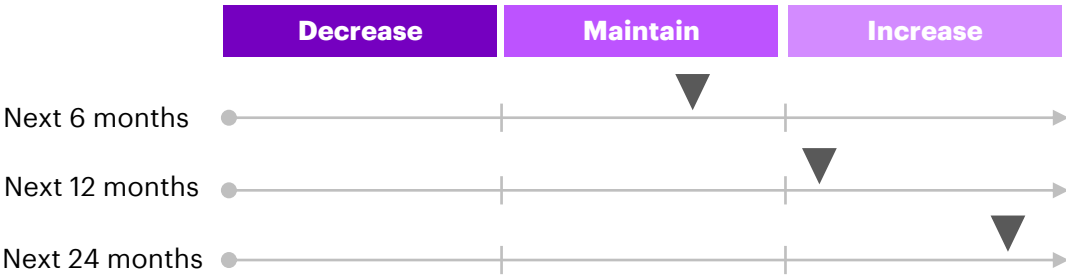 Decrease Maintain Increase
Next 6 months
Next 12 months
Next 24 months